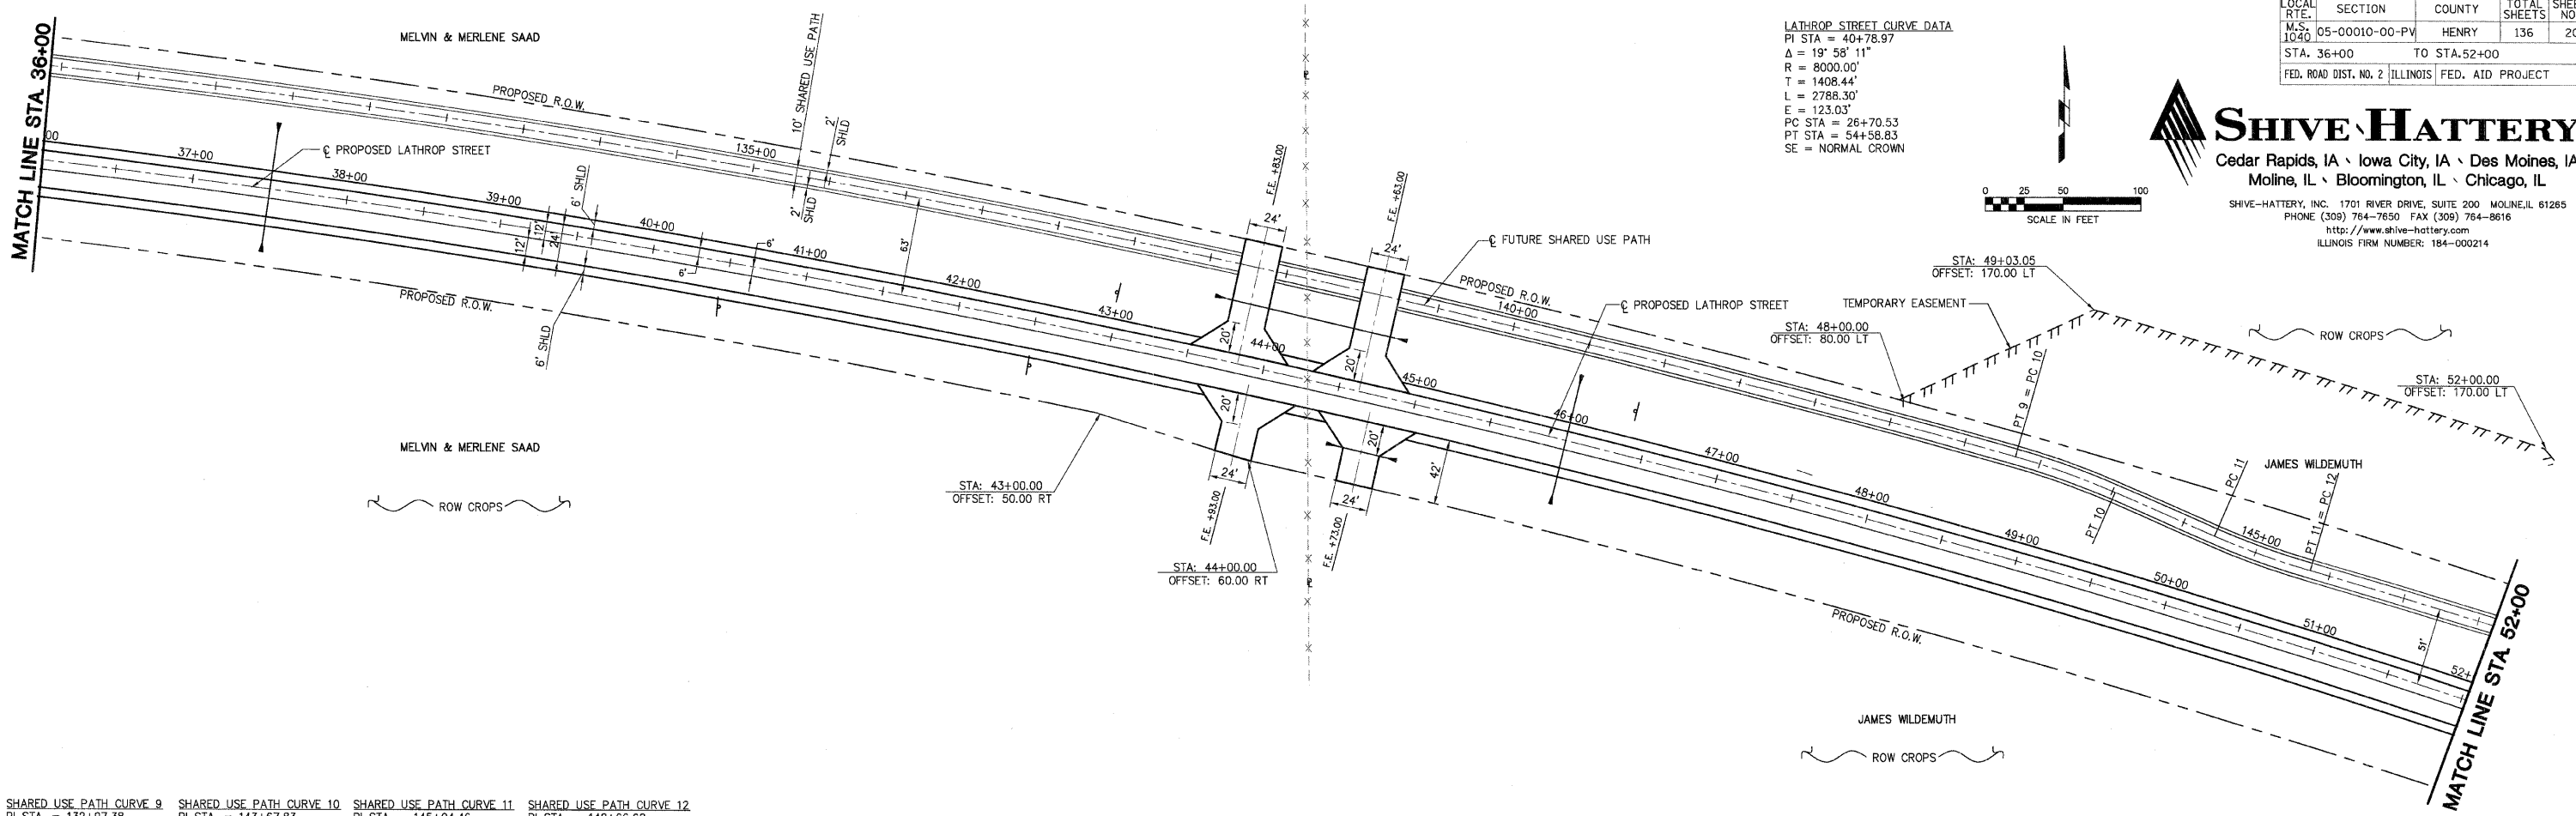 LOCAL RTE. SECTION COUNTY TOTAL SHEETS
M.S. 1040 05-00010-00-PV HENRY 136
STA. 36+00 TO STA.52+00
FED. ROAD DIST. NO. 2 ILLINOIS FED. AID PROJECT
SHIVE-HATTERY
Cedar Rapids, IA \ Iowa City, IA \ Des Moines, IA
Moline, IL \ Bloomington, IL \ Chicago, IL
SHIVE-HATTERY, INC. 1701 RIVER DRIVE, SUITE 200 MOLINE,IL 61265
PHONE (309) 764-7650 FAX (309) 764-8616
http://www.shive-hattery.com
ILLINOIS FIRM NUMBER: 184-000214
LATHROP STREET CURVE DATA
PI STA = 40+78.97
Δ = 19° 58' 11"
R = 8000.00'
T = 1408.44'
L = 2788.30'
E = 123.03'
PC STA = 26+70.53
PT STA = 54+58.83
SE = NORMAL CROWN
0 25 50 100
SCALE IN FEET
MATCH LINE STA. 36+00
MELVIN & MERLENE SAAD
PROPOSED R.O.W.
10' SHARED USE PATH
2' SHLD
135+00
2' SHLD
00
37+00
℄ PROPOSED LATHROP STREET
38+00
39+00
12'
12'
24'
6' SHLD
40+00
6'
6'
41+00
63'
42+00
43+00
PROPOSED R.O.W.
6' SHLD
MELVIN & MERLENE SAAD
ROW CROPS
STA: 43+00.00
OFFSET: 50.00 RT
STA: 44+00.00
OFFSET: 60.00 RT
F.E. +83.00
24'
F.E. +63.00
24'
20'
44+00
20'
20'
20'
24'
F.E. +93.00
24'
F.E. +73.00
℄ FUTURE SHARED USE PATH
PROPOSED R.O.W.
140+00
℄ PROPOSED LATHROP STREET
45+00
46+00
42'
47+00
48+00
49+00
50+00
51+00
52+
STA: 49+03.05
OFFSET: 170.00 LT
TEMPORARY EASEMENT
STA: 48+00.00
OFFSET: 80.00 LT
ROW CROPS
STA: 52+00.00
OFFSET: 170.00 LT
PT 9 = PC 10
PT 10
JAMES WILDEMUTH
PC 11
145+00
PT 11 = PC 12
51'
PROPOSED R.O.W.
JAMES WILDEMUTH
ROW CROPS
MATCH LINE STA. 52+00
SHARED USE PATH CURVE 9
SHARED USE PATH CURVE 10
SHARED USE PATH CURVE 11
SHARED USE PATH CURVE 12